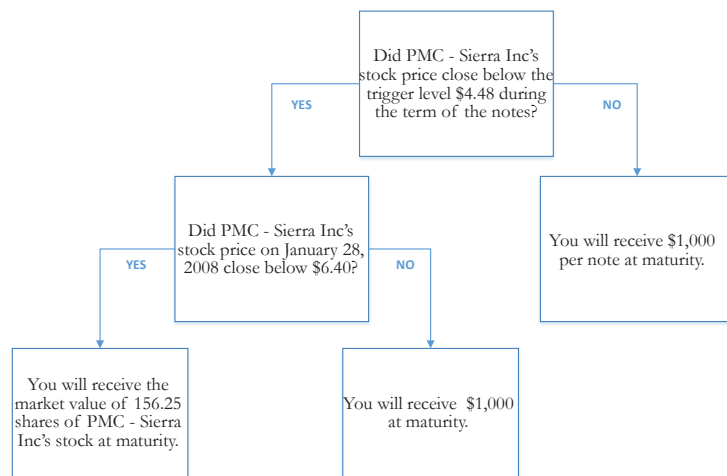 Did PMC - Sierra Inc's
stock price close below the
trigger level $4.48 during
the term of the notes?
YES
NO
Did PMC - Sierra Inc's
stock price on January 28,
2008 close below $6.40?
You will receive $1,000
per note at maturity.
YES
NO
You will receive the
market value of 156.25
shares of PMC - Sierra
Inc's stock at maturity.
You will receive $1,000
at maturity.